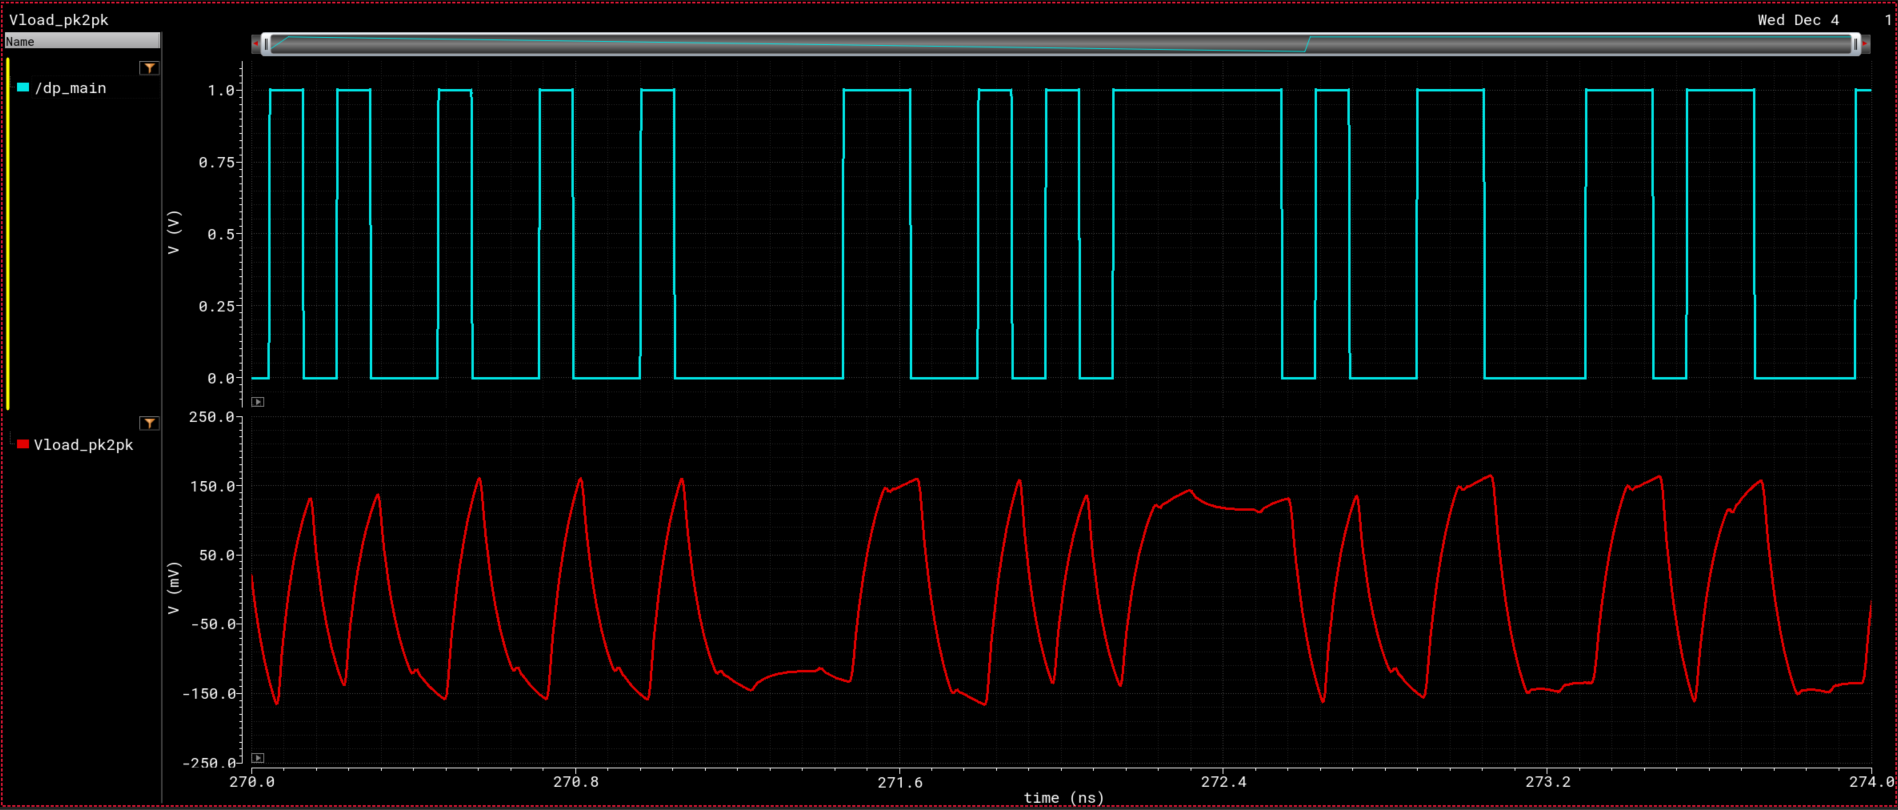 Vload_pk2pk
Wed Dec 4 1
Name
/dp_main
1.0
0.75
0.5
0.25
0.0
V (V)
Vload_pk2pk
250.0
150.0
50.0
-50.0
-150.0
-250.0
V (mV)
270.0 270.8 271.6 272.4 273.2 274.0
time (ns)